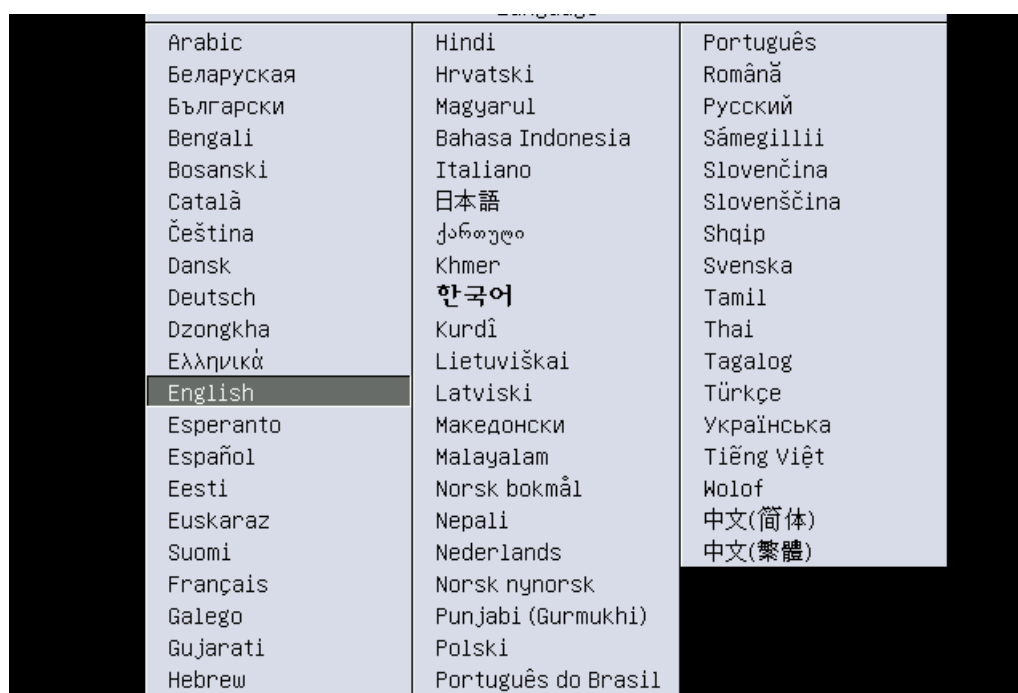 Language
Arabic
Беларуская
Български
Bengali
Bosanski
Català
Čeština
Dansk
Deutsch
Dzongkha
Ελληνικά
English
Esperanto
Español
Eesti
Euskaraz
Suomi
Français
Galego
Gujarati
Hebrew
Hindi
Hrvatski
Magyarul
Bahasa Indonesia
Italiano
日本語
ქართული
Khmer
한국어
Kurdî
Lietuviškai
Latviski
Македонски
Malayalam
Norsk bokmål
Nepali
Nederlands
Norsk nynorsk
Punjabi (Gurmukhi)
Polski
Português do Brasil
Português
Română
Русский
Sámegillii
Slovenčina
Slovenščina
Shqip
Svenska
Tamil
Thai
Tagalog
Türkçe
Українська
Tiếng Việt
Wolof
中文(简体)
中文(繁體)